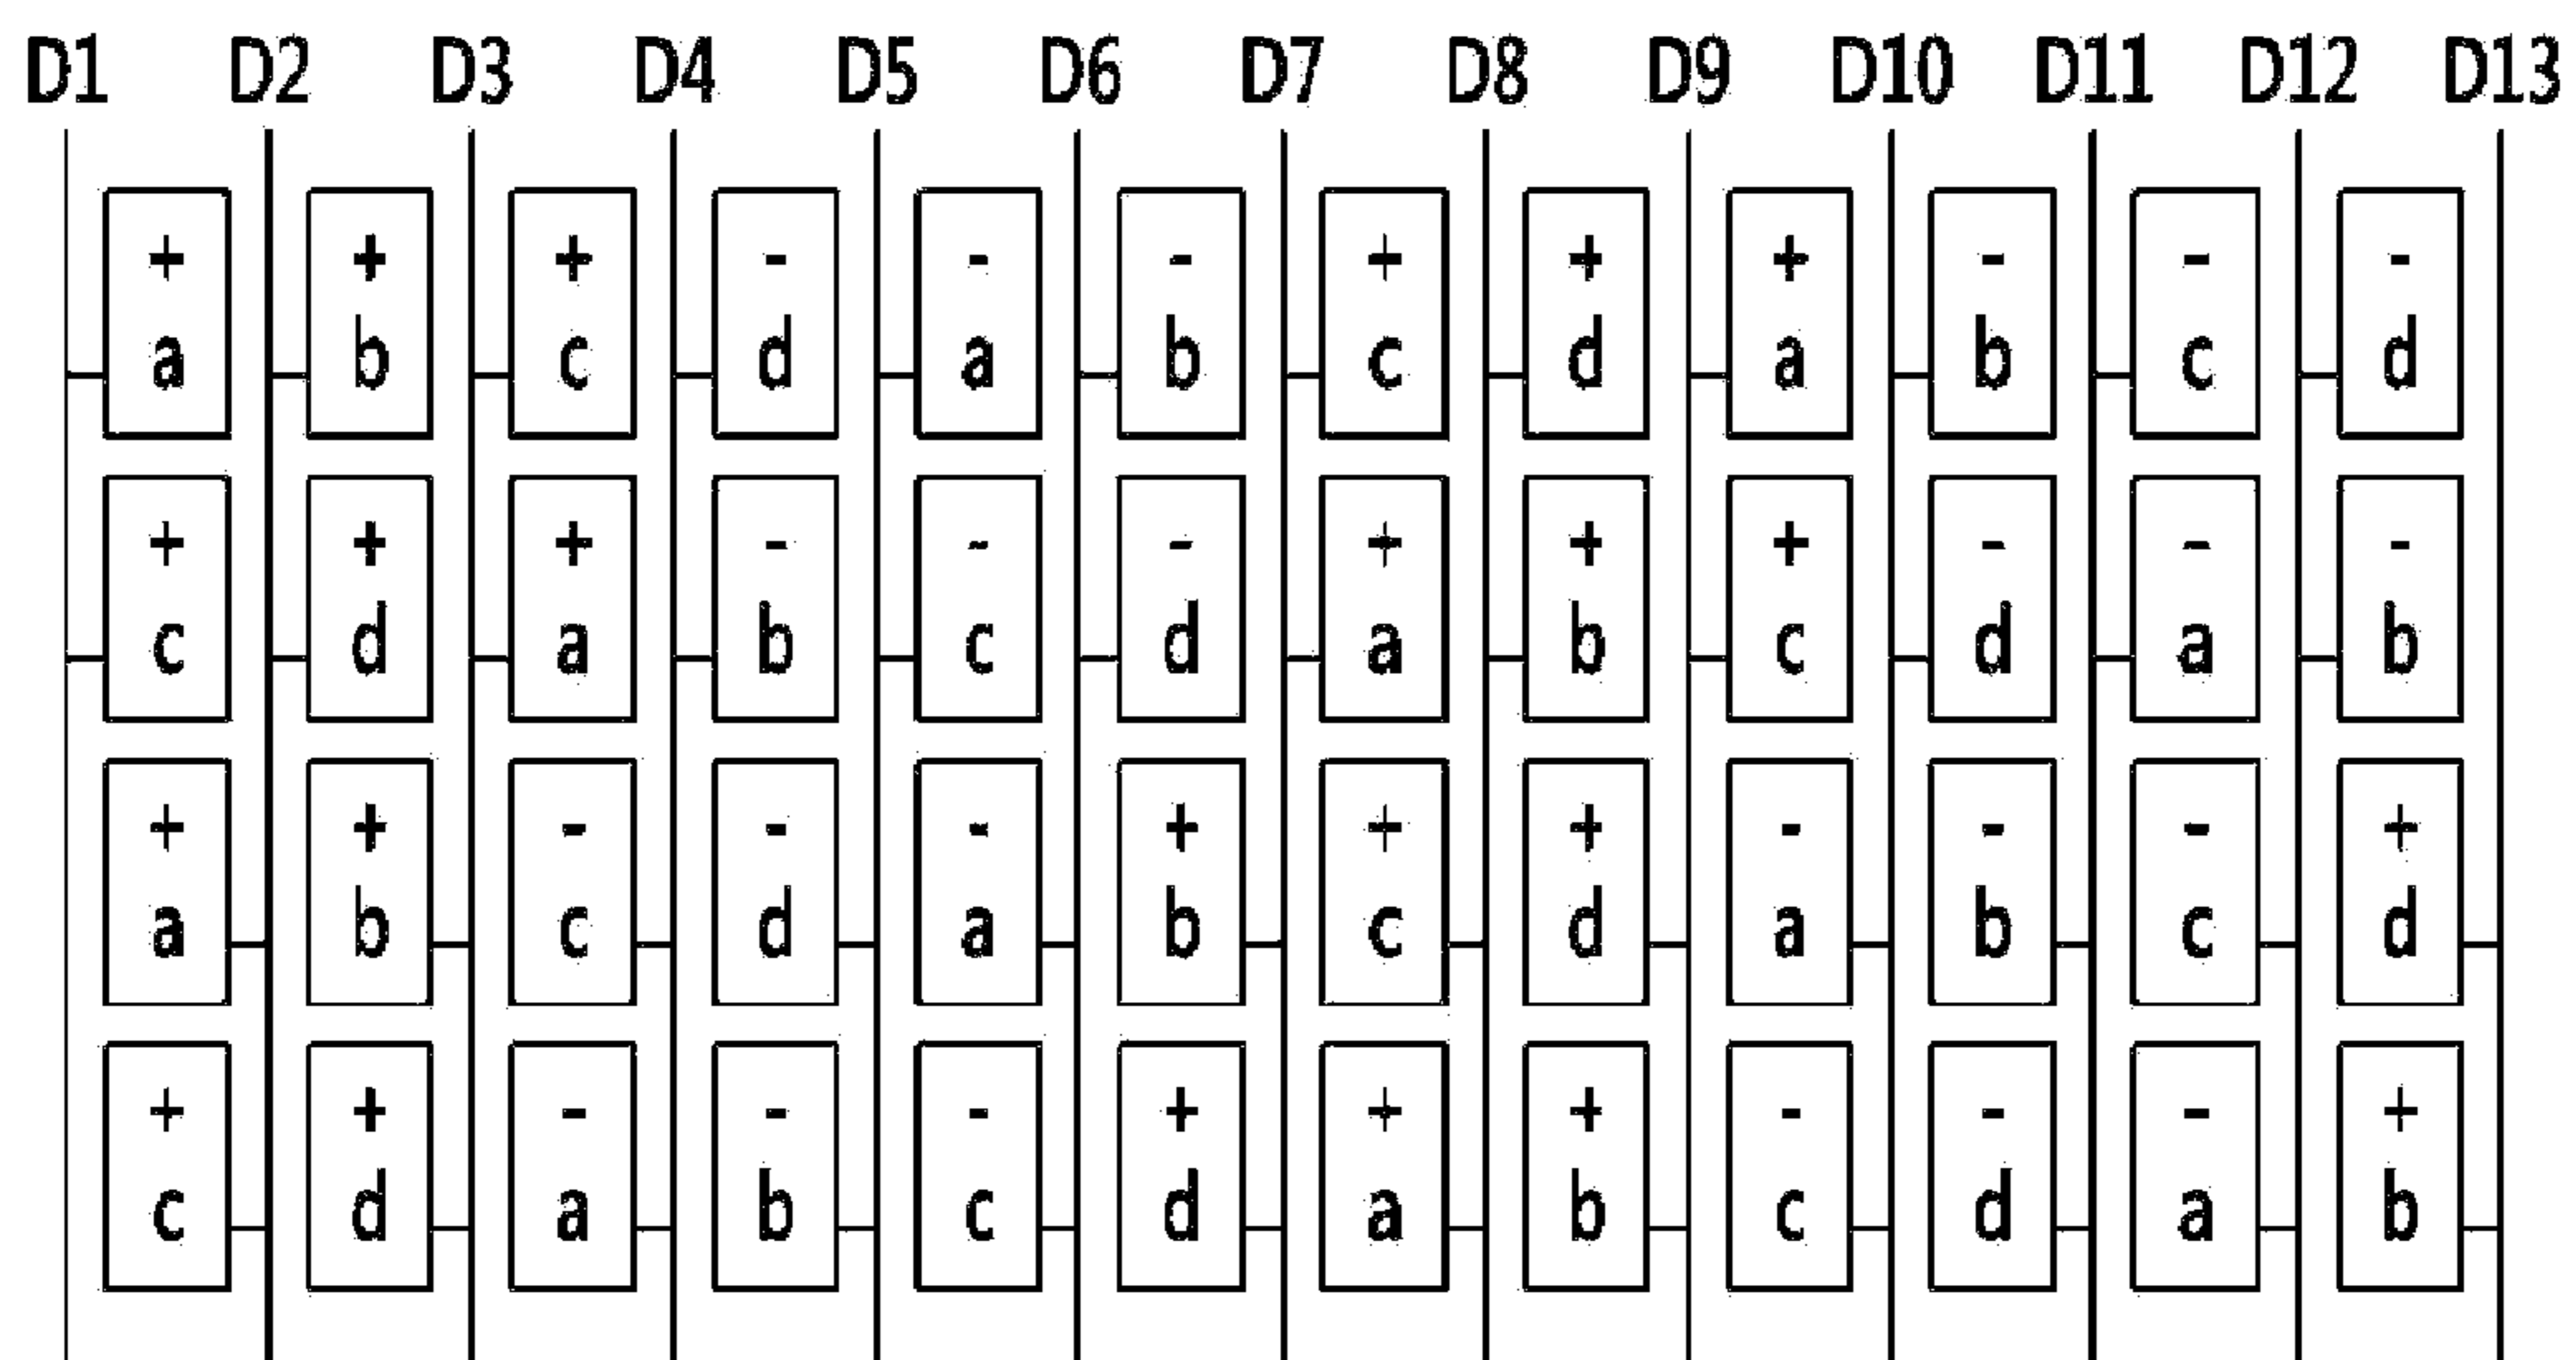 D1 D2 D3 D4 D5 D6 D7 D8 D9 D10 D11 D12 D13
+ + + - - - + + + - - -
a b c d a b c d a b c d
+ + + - - - + + + - - -
c d a b c d a b c d a b
+ + - - - + + + - - - +
a b c d a b c d a b c d
+ + - - - + + + - - - +
c d a b c d a b c d a b